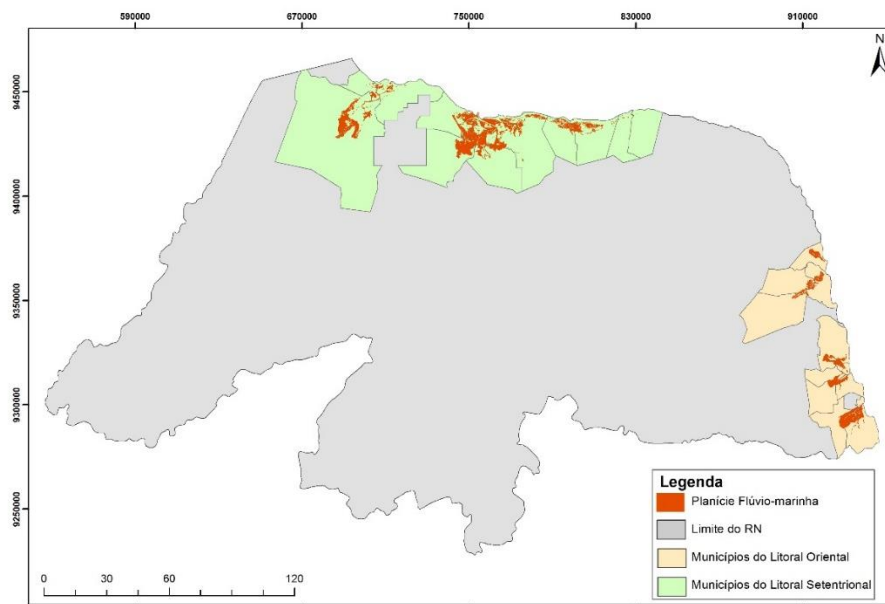 590000 670000 750000 830000 910000
N
9450000
9400000
9350000
9300000
9250000
Legenda
Planície Flúvio-marinha
Limite do RN
Municípios do Litoral Oriental
Municípios do Litoral Setentrional
0 30 60 90 120